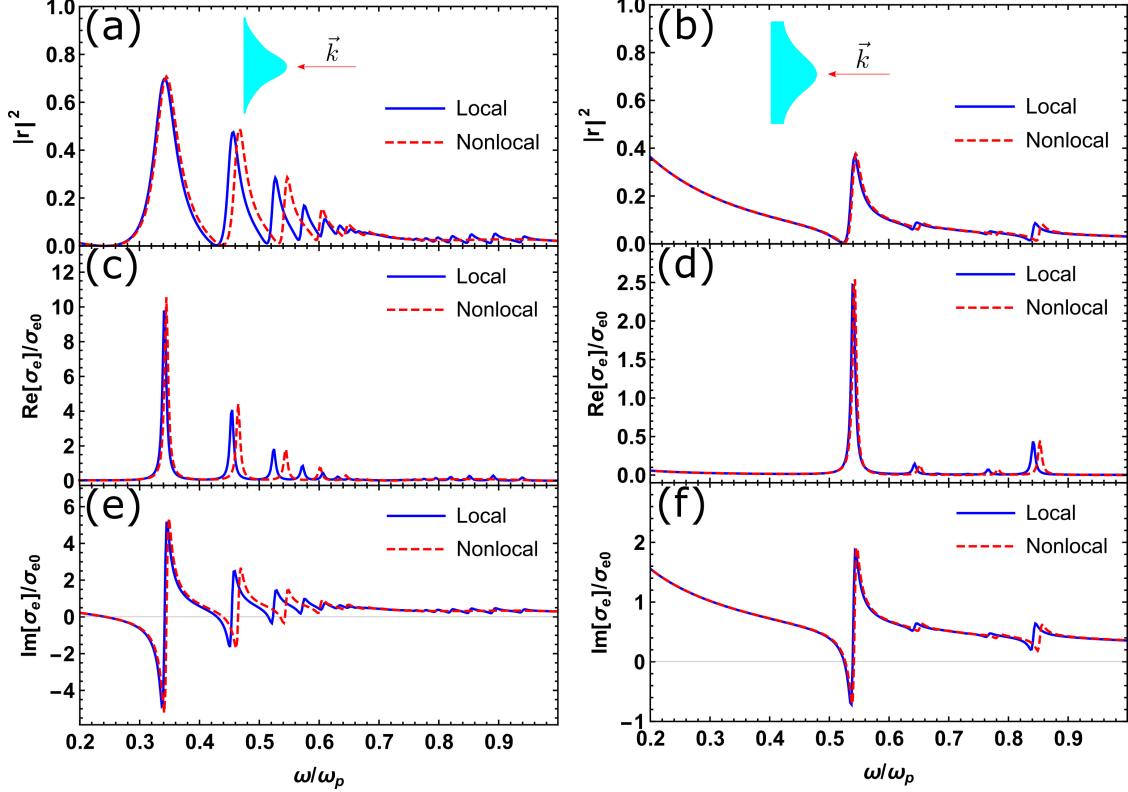 (a)
1.0
0.8
0.6
0.4
0.2
0.0
|r|²
k⃗
Local
Nonlocal
(b)
1.0
0.8
0.6
0.4
0.2
0.0
|r|²
k⃗
Local
Nonlocal
(c)
12
10
8
6
4
2
0
Re[σe]/σe0
Local
Nonlocal
(d)
2.5
2.0
1.5
1.0
0.5
0.0
Re[σe]/σe0
Local
Nonlocal
(e)
6
4
2
0
−2
−4
Im[σe]/σe0
Local
Nonlocal
0.2 0.3 0.4 0.5 0.6 0.7 0.8 0.9
ω/ωp
(f)
2
1
0
−1
Im[σe]/σe0
Local
Nonlocal
0.2 0.3 0.4 0.5 0.6 0.7 0.8 0.9
ω/ωp